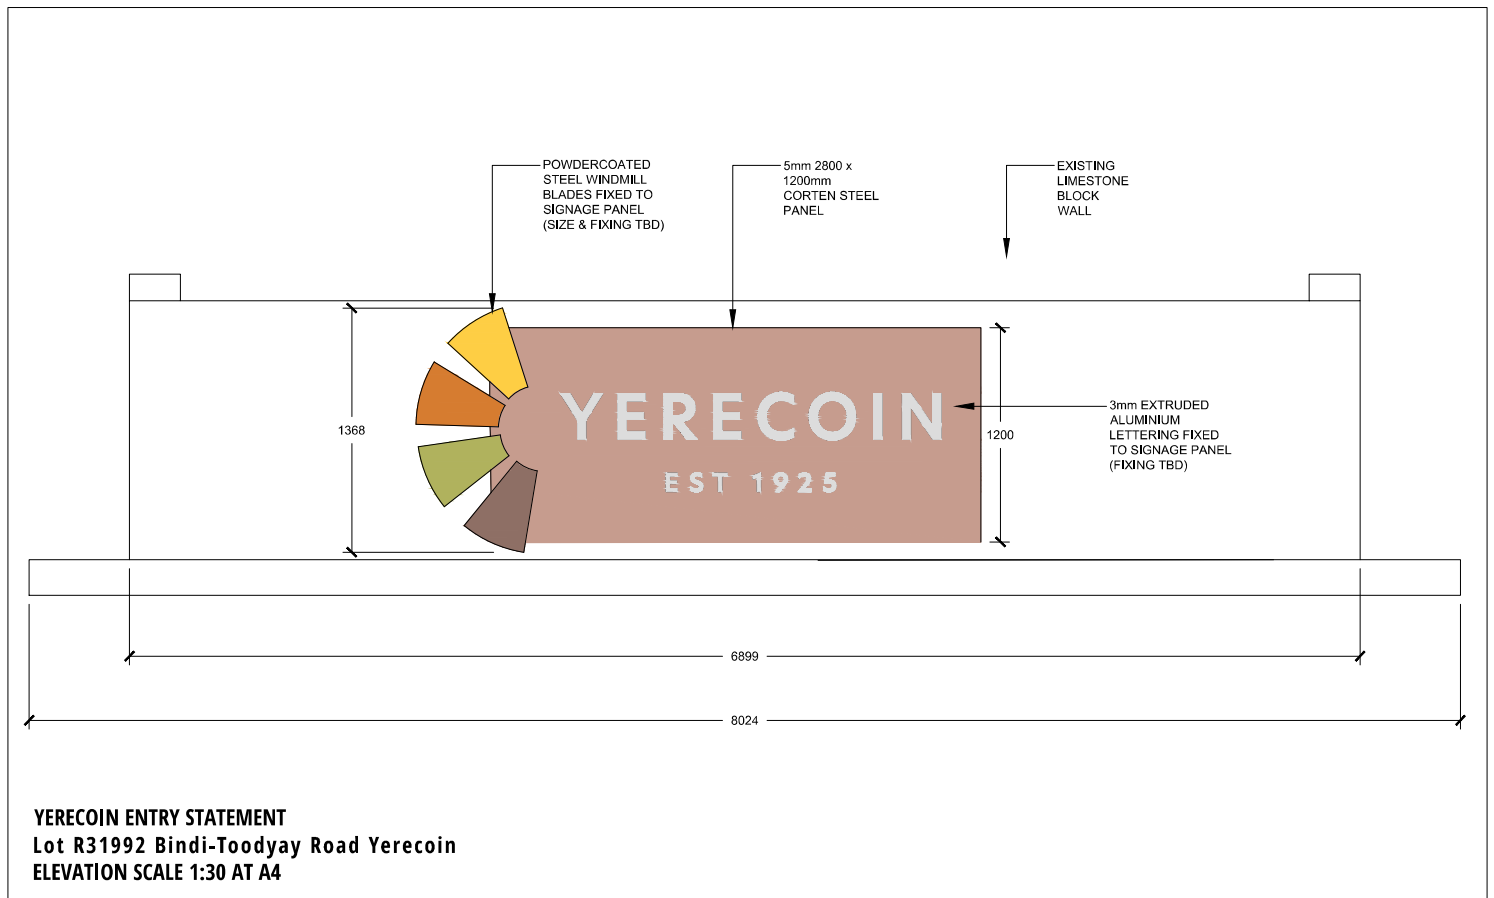 POWDERCOATED
STEEL WINDMILL
BLADES FIXED TO
SIGNAGE PANEL
(SIZE & FIXING TBD)
5mm 2800 x
1200mm
CORTEN STEEL
PANEL
EXISTING
LIMESTONE
BLOCK
WALL
YERECOIN
EST 1925
3mm EXTRUDED
ALUMINIUM
LETTERING FIXED
TO SIGNAGE PANEL
(FIXING TBD)
1368
1200
6899
8024
YERECOIN ENTRY STATEMENT
Lot R31992 Bindi-Toodyay Road Yerecoin
ELEVATION SCALE 1:30 AT A4